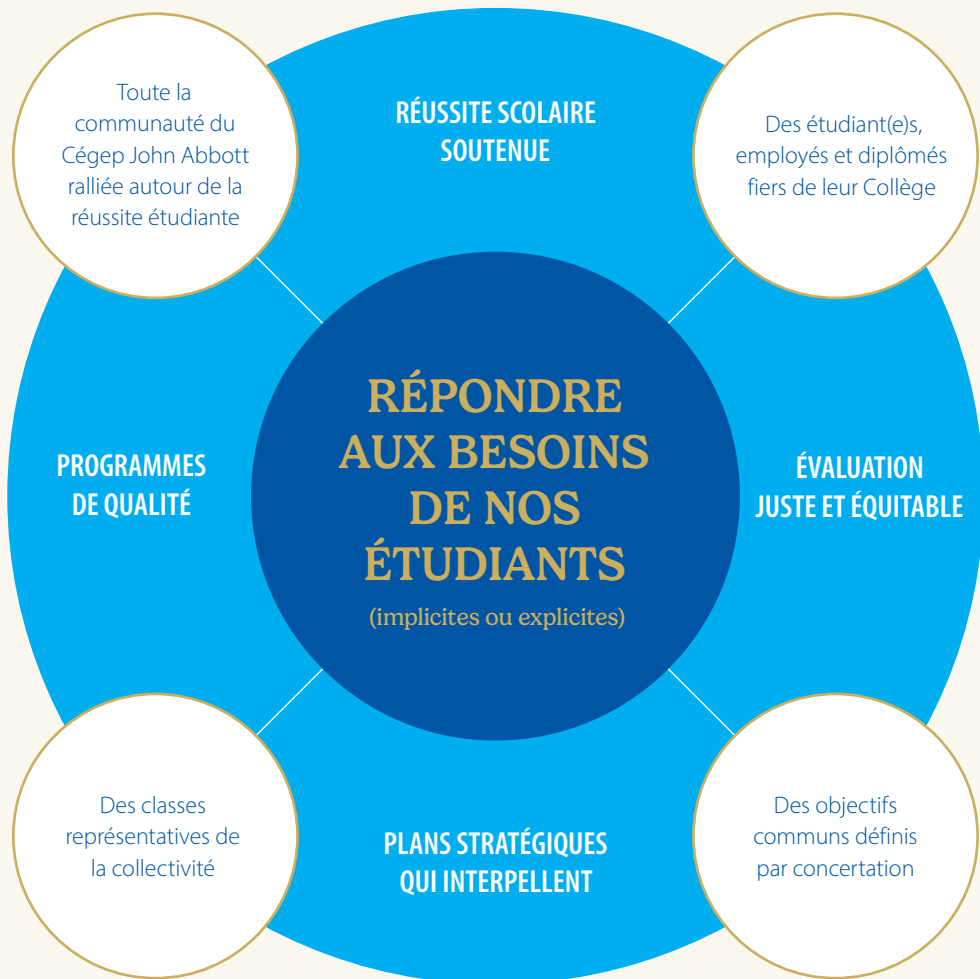 Toute la
communauté du
Cégep John Abbott
ralliée autour de la
réussite étudiante
RÉUSSITE SCOLAIRE
SOUTENUE
Des étudiant(e)s,
employés et diplômés
fiers de leur Collège
PROGRAMMES
DE QUALITÉ
RÉPONDRE
AUX BESOINS
DE NOS
ÉTUDIANTS
(implicites ou explicites)
ÉVALUATION
JUSTE ET ÉQUITABLE
Des classes
représentatives de
la collectivité
PLANS STRATÉGIQUES
QUI INTERPELLENT
Des objectifs
communs définis
par concertation